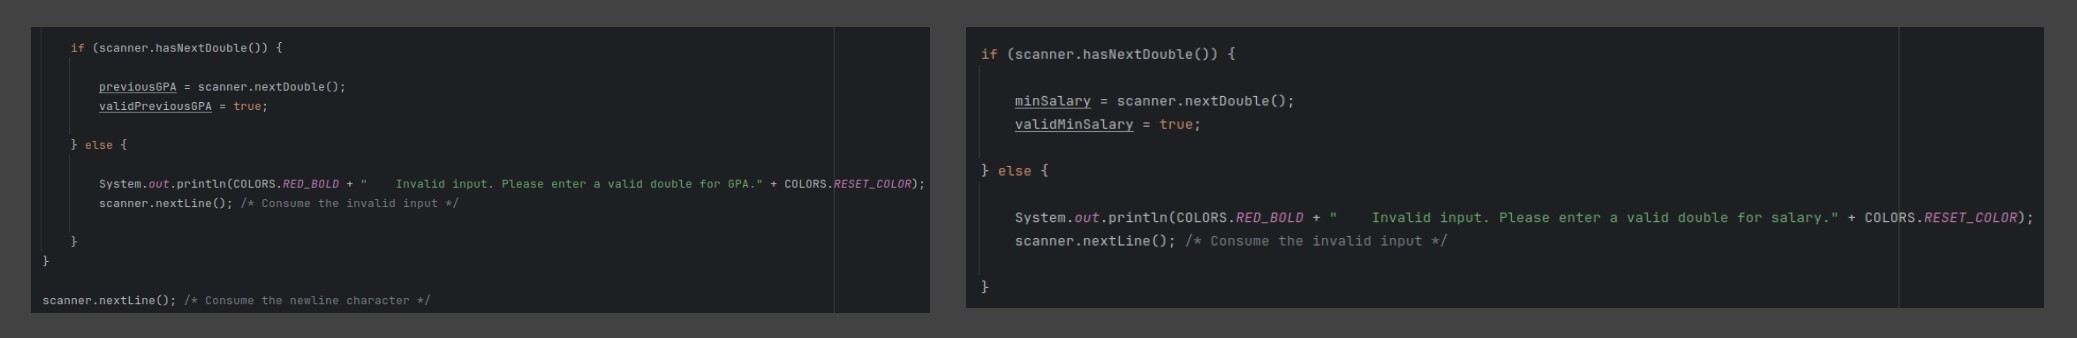 if (scanner.hasNextDouble()) {
previousGPA = scanner.nextDouble();
validPreviousGPA = true;
} else {
System.out.println(COLORS.RED_BOLD + "    Invalid input. Please enter a valid double for GPA." + COLORS.RESET_COLOR);
scanner.nextLine(); /* Consume the invalid input */
}
}
scanner.nextLine(); /* Consume the newline character */
if (scanner.hasNextDouble()) {
minSalary = scanner.nextDouble();
validMinSalary = true;
} else {
System.out.println(COLORS.RED_BOLD + "    Invalid input. Please enter a valid double for salary." + COLORS.RESET_COLOR);
scanner.nextLine(); /* Consume the invalid input */
}